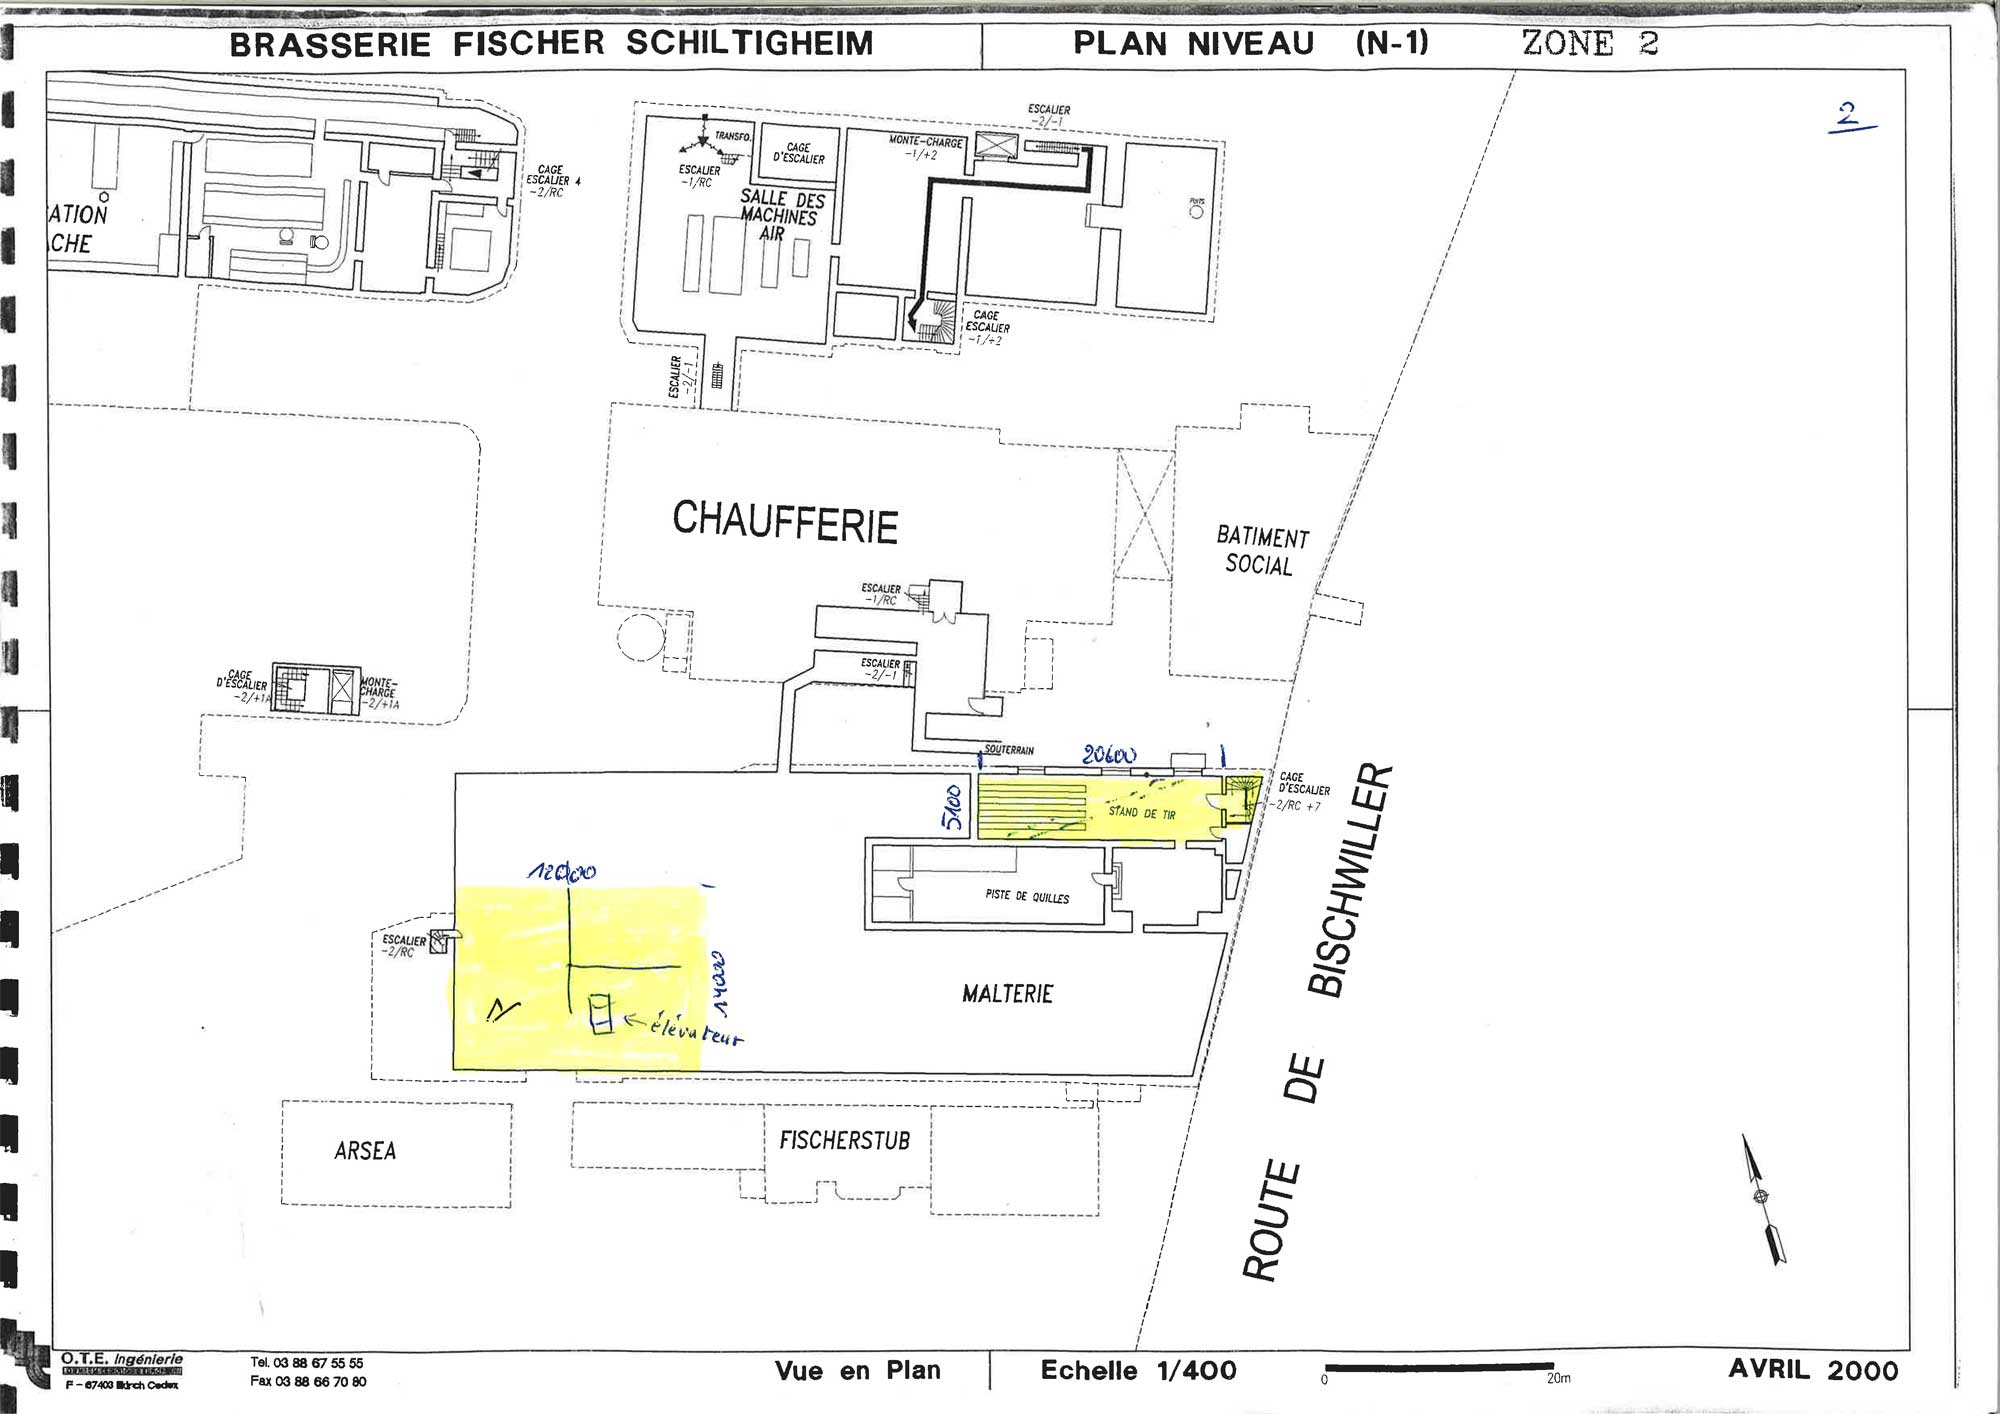 BRASSERIE FISCHER SCHILTIGHEIM
PLAN NIVEAU (N-1)
ZONE 2
2
ESCALIER
-2/-1
TRANSFO.
CAGE
D'ESCALIER
MONTE-CHARGE
-1/+2
ESCALIER
-1/RC
CAGE
ESCALIER 4
-2/RC
SALLE DES
MACHINES
AIR
PUITS
ATION
CHE
CAGE
ESCALIER
-1/+2
ESCALIER
-2/-1
CHAUFFERIE
BATIMENT
SOCIAL
ESCALIER
-1/RC
ESCALIER
-2/-1
CAGE
D'ESCALIER
-2/+1A
MONTE-
CHARGE
-2/+1A
SOUTERRAIN
20600
CAGE
D'ESCALIER
-2/RC +7
5100
STAND DE TIR
PISTE DE QUILLES
ESCALIER
-2/RC
14000
élévateur
MALTERIE
ROUTE DE BISCHWILLER
ARSEA
FISCHERSTUB
O.T.E. Ingénierie
F - 67403 Illkirch Cedex
Tel. 03 88 67 55 55
Fax 03 88 66 70 80
Vue en Plan
Echelle 1/400
0
20m
AVRIL 2000